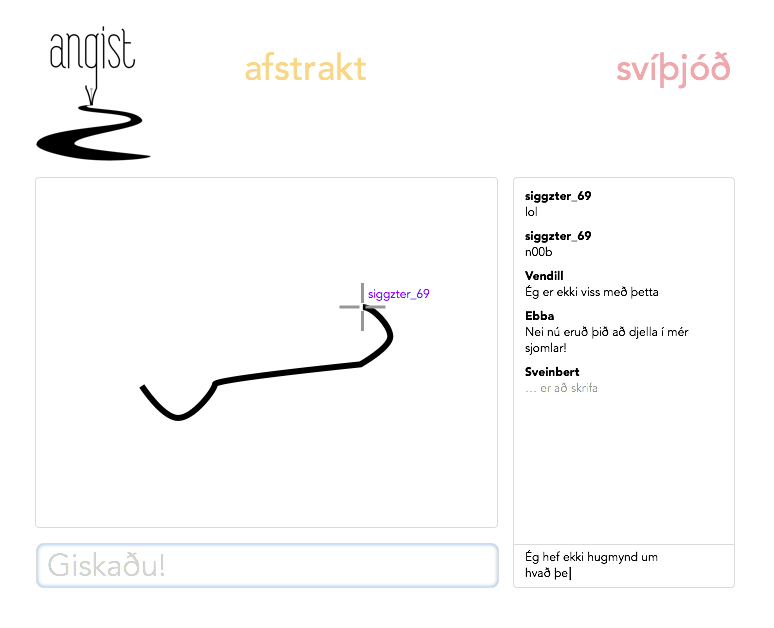 angist
afstrakt
svíþjóð
siggzter_69
Giskaðu!
siggzter_69
lol
siggzter_69
n00b
Vendill
Ég er ekki viss með þetta
Ebba
Nei nú eruð þið að djella í mér
sjomlar!
Sveinbert
... er að skrifa
Ég hef ekki hugmynd um
hvað þe